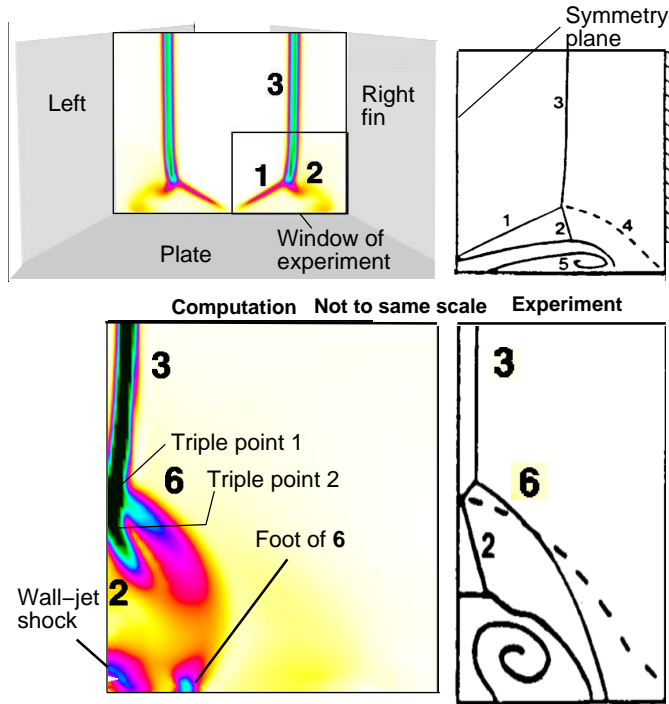 Symmetry
plane
Left
3
Right
fin
1
2
Plate
Window of
experiment
3
1
2
4
5
Computation Not to same scale Experiment
3
Triple point 1
6
Triple point 2
Foot of 6
2
Wall–jet
shock
3
6
2